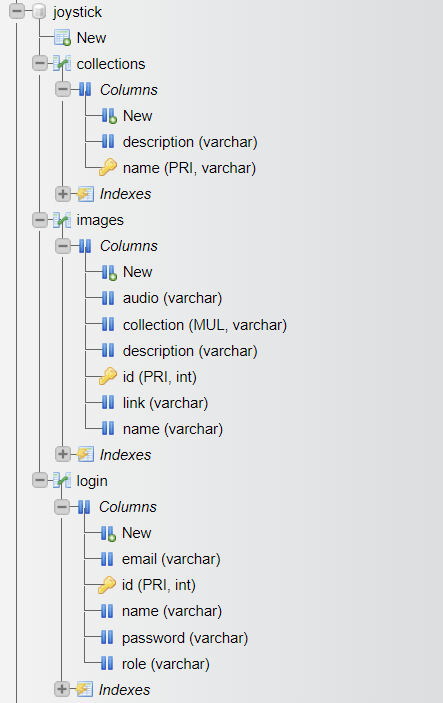 joystick
New
collections
Columns
New
description (varchar)
name (PRI, varchar)
Indexes
images
Columns
New
audio (varchar)
collection (MUL, varchar)
description (varchar)
id (PRI, int)
link (varchar)
name (varchar)
Indexes
login
Columns
New
email (varchar)
id (PRI, int)
name (varchar)
password (varchar)
role (varchar)
Indexes